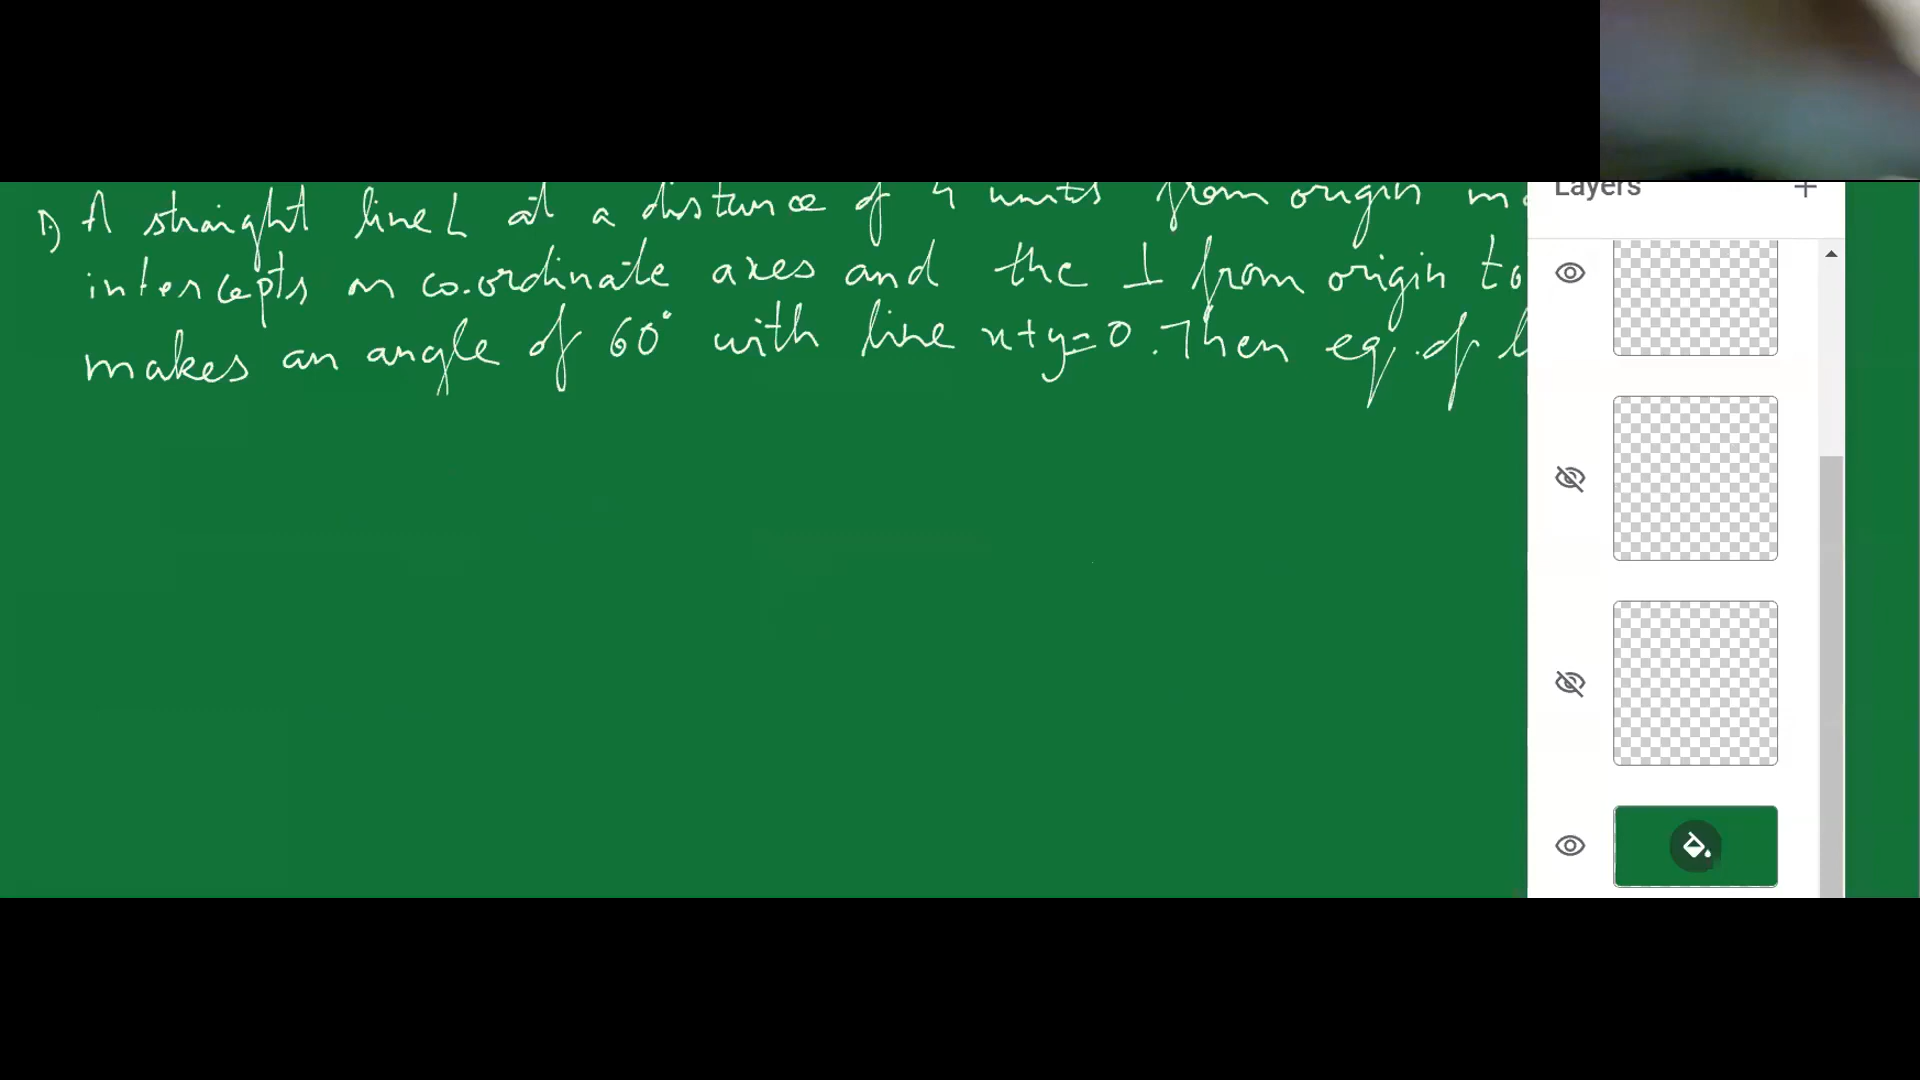 1) A straight line L at a distance of 4 units from origin
intercepts on co.ordinate axes and the ⊥ from origin to
makes an angle of 60° with line x+y=0. Then eq. of
Layers